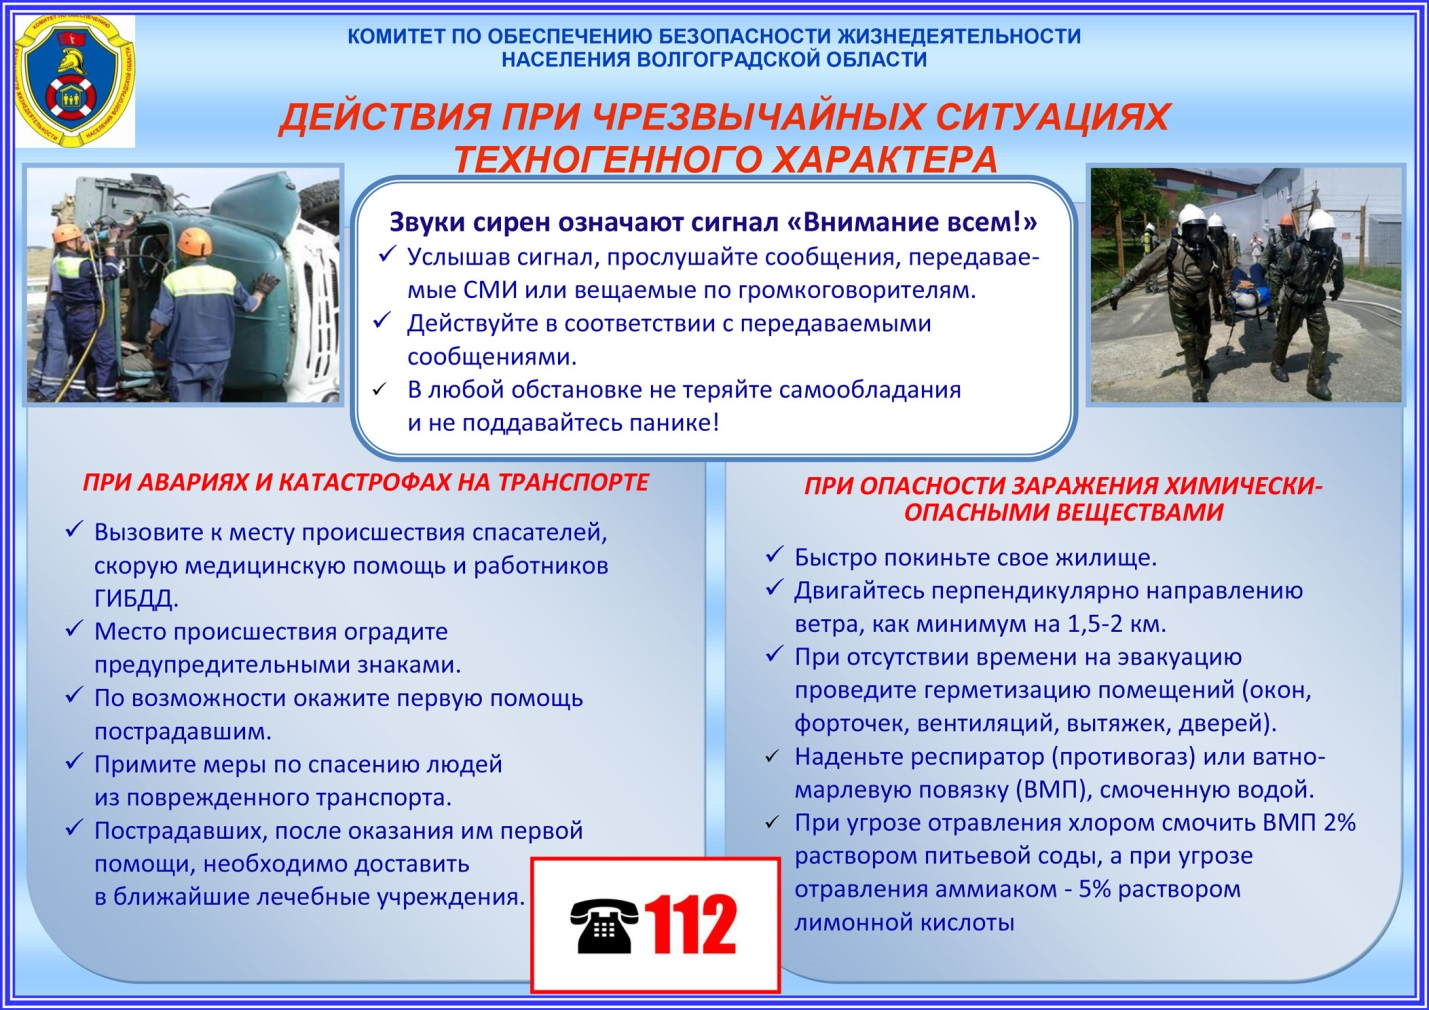 КОМИТЕТ ПО ОБЕСПЕЧЕНИЮ БЕЗОПАСНОСТИ ЖИЗНЕДЕЯТЕЛЬНОСТИ
НАСЕЛЕНИЯ ВОЛГОГРАДСКОЙ ОБЛАСТИ
ДЕЙСТВИЯ ПРИ ЧРЕЗВЫЧАЙНЫХ СИТУАЦИЯХ
ТЕХНОГЕННОГО ХАРАКТЕРА
Звуки сирен означают сигнал «Внимание всем!»
✓ Услышав сигнал, прослушайте сообщения, передавае-
мые СМИ или вещаемые по громкоговорителям.
✓ Действуйте в соответствии с передаваемыми
сообщениями.
✓ В любой обстановке не теряйте самообладания
и не поддавайтесь панике!
ПРИ АВАРИЯХ И КАТАСТРОФАХ НА ТРАНСПОРТЕ
✓ Вызовите к месту происшествия спасателей,
скорую медицинскую помощь и работников
ГИБДД.
✓ Место происшествия оградите
предупредительными знаками.
✓ По возможности окажите первую помощь
пострадавшим.
✓ Примите меры по спасению людей
из поврежденного транспорта.
✓ Пострадавших, после оказания им первой
помощи, необходимо доставить
в ближайшие лечебные учреждения.
ПРИ ОПАСНОСТИ ЗАРАЖЕНИЯ ХИМИЧЕСКИ-
ОПАСНЫМИ ВЕЩЕСТВАМИ
✓ Быстро покиньте свое жилище.
✓ Двигайтесь перпендикулярно направлению
ветра, как минимум на 1,5-2 км.
✓ При отсутствии времени на эвакуацию
проведите герметизацию помещений (окон,
форточек, вентиляций, вытяжек, дверей).
✓ Наденьте респиратор (противогаз) или ватно-
марлевую повязку (ВМП), смоченную водой.
✓ При угрозе отравления хлором смочить ВМП 2%
раствором питьевой соды, а при угрозе
отравления аммиаком - 5% раствором
лимонной кислоты
112